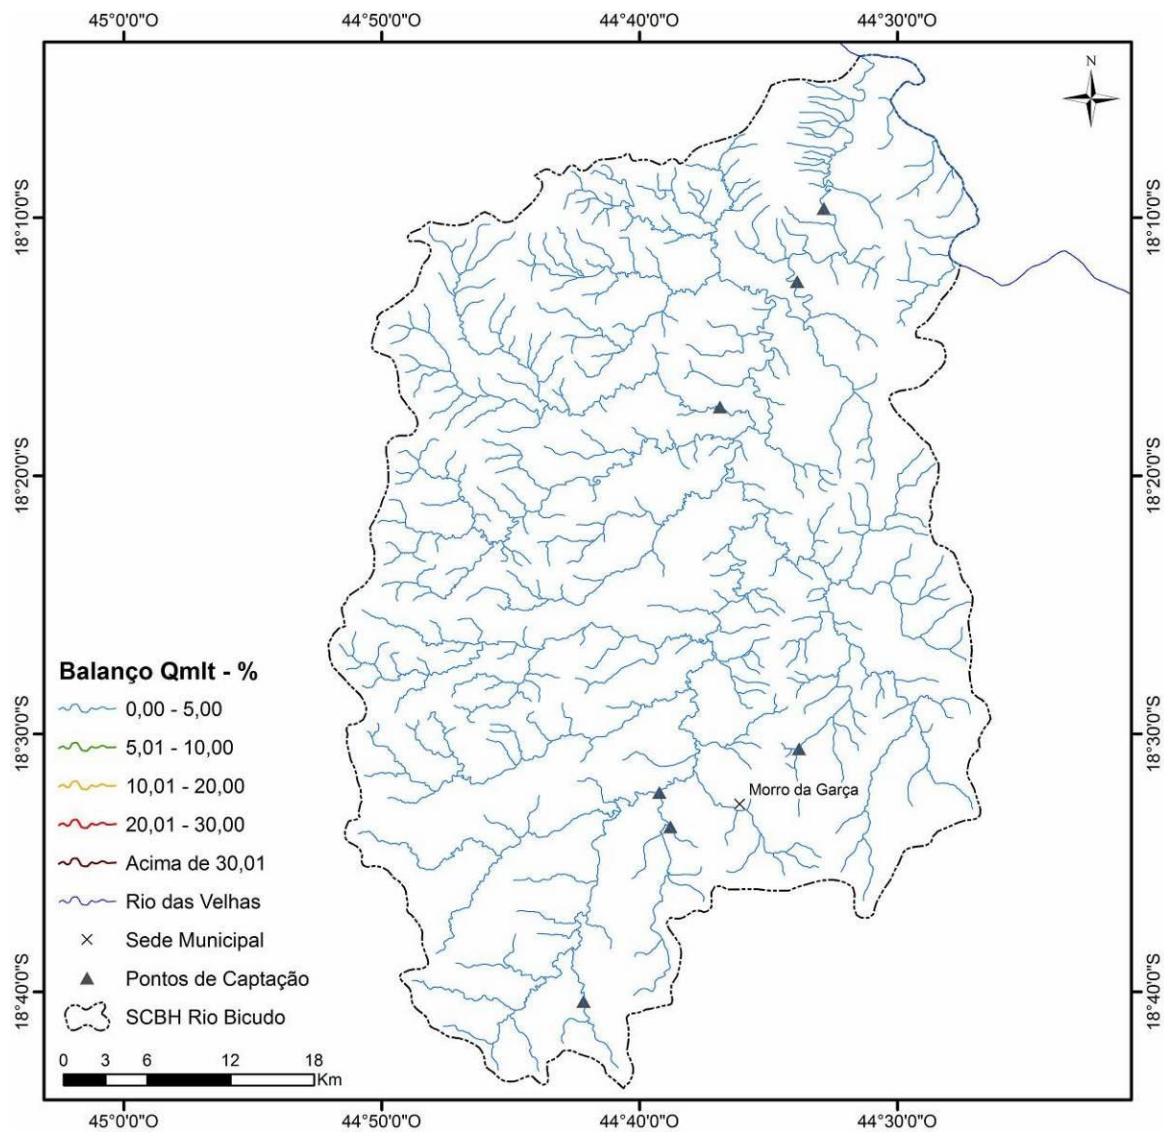 45°0'0"O 44°50'0"O 44°40'0"O 44°30'0"O
N
18°10'0"S 18°10'0"S
18°20'0"S 18°20'0"S
18°30'0"S 18°30'0"S
18°40'0"S 18°40'0"S
Morro da Garça
Balanço Qmlt - %
0,00 - 5,00
5,01 - 10,00
10,01 - 20,00
20,01 - 30,00
Acima de 30,01
Rio das Velhas
Sede Municipal
Pontos de Captação
SCBH Rio Bicudo
0 3 6 12 18
Km
45°0'0"O 44°50'0"O 44°40'0"O 44°30'0"O